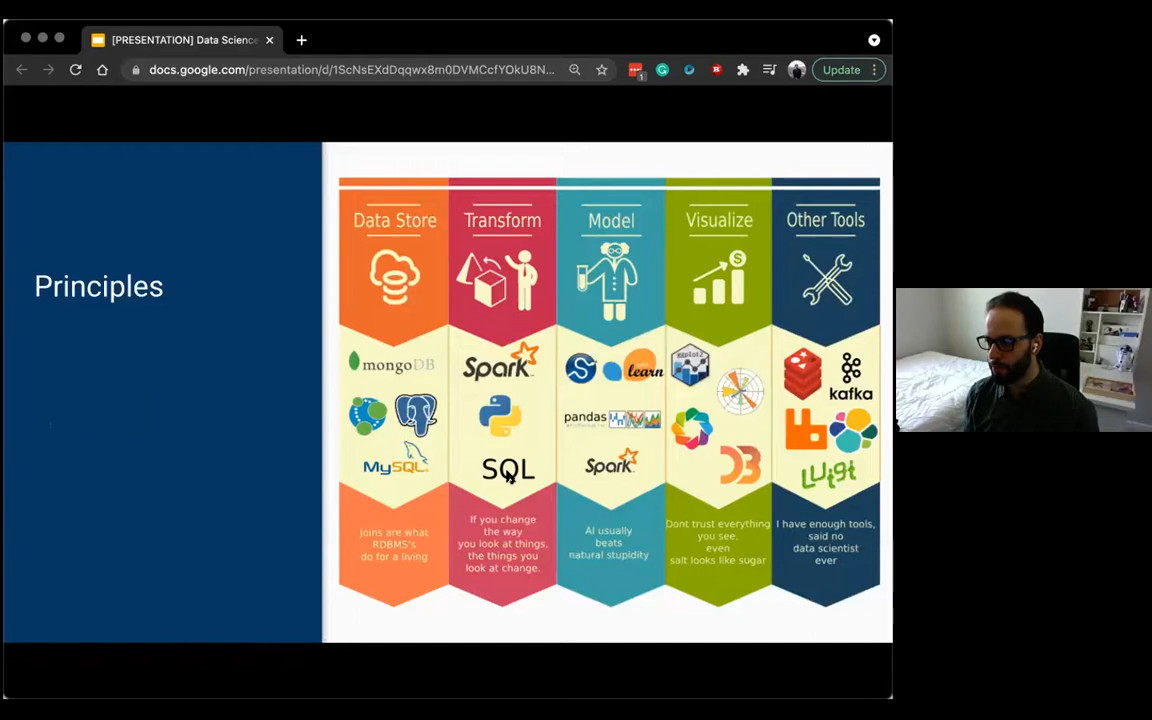 [PRESENTATION] Data Science
docs.google.com/presentation/d/1ScNsEXdDqqwx8m0DVMCcfYOkU8N...
1
Update
Principles
Data Store
Transform
Model
Visualize
Other Tools
mongoDB
MySQL
Joins are what
RDBMS's
do for a living
Spark
SQL
If you change
the way
you look at things,
the things you
look at change.
learn
pandas
Spark
AI usually
beats
natural stupidity
ggplot2
D3
Dont trust everything
you see,
even
salt looks like sugar
kafka
Luigi
I have enough tools,
said no
data scientist
ever